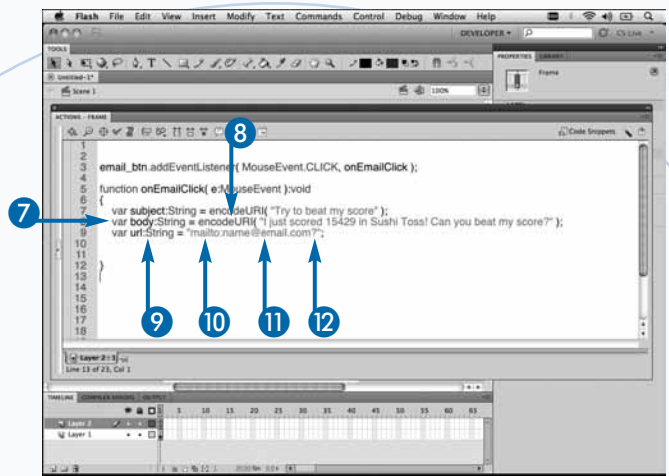 Flash File Edit View Insert Modify Text Commands Control Debug Window Help
DEVELOPER CS Live
TOOLS
PROPERTIES LIBRARY
Untitled-1*
Frame
Scene 1 100%
ACTIONS - FRAME
Code Snippets
1
2
3 email_btn.addEventListener( MouseEvent.CLICK, onEmailClick );
4
5 function onEmailClick( e:MouseEvent ):void
6 {
7 var subject:String = encodeURI( "Try to beat my score" );
8 var body:String = encodeURI( "I just scored 15429 in Sushi Toss! Can you beat my score?" );
9 var url:String = "mailto:name@email.com?";
10
11
12 }
13
14
15
16
17
18
7
8
9
10
11
12
Layer 2 : 1
Line 13 of 23, Col 1
TIMELINE COMPILER ERRORS OUTPUT
5 10 15 20 25 30 35 40 45 50 55 60 65
Layer 2
Layer 1